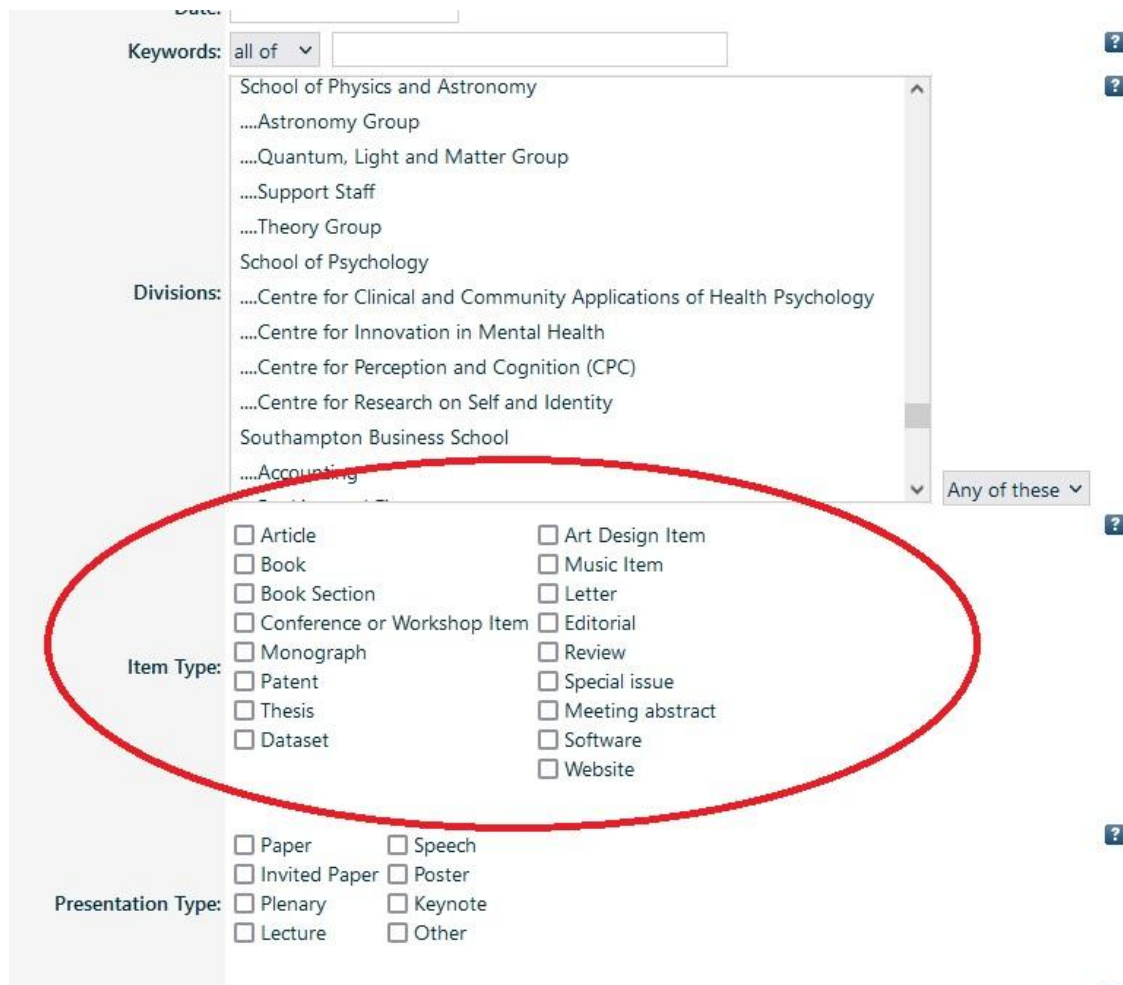 Date:
Keywords: all of
School of Physics and Astronomy
....Astronomy Group
....Quantum, Light and Matter Group
....Support Staff
....Theory Group
School of Psychology
Divisions:
....Centre for Clinical and Community Applications of Health Psychology
....Centre for Innovation in Mental Health
....Centre for Perception and Cognition (CPC)
....Centre for Research on Self and Identity
Southampton Business School
....Accounting
Any of these
Item Type:
Article
Book
Book Section
Conference or Workshop Item
Monograph
Patent
Thesis
Dataset
Art Design Item
Music Item
Letter
Editorial
Review
Special issue
Meeting abstract
Software
Website
Presentation Type:
Paper
Invited Paper
Plenary
Lecture
Speech
Poster
Keynote
Other
?
?
?
?